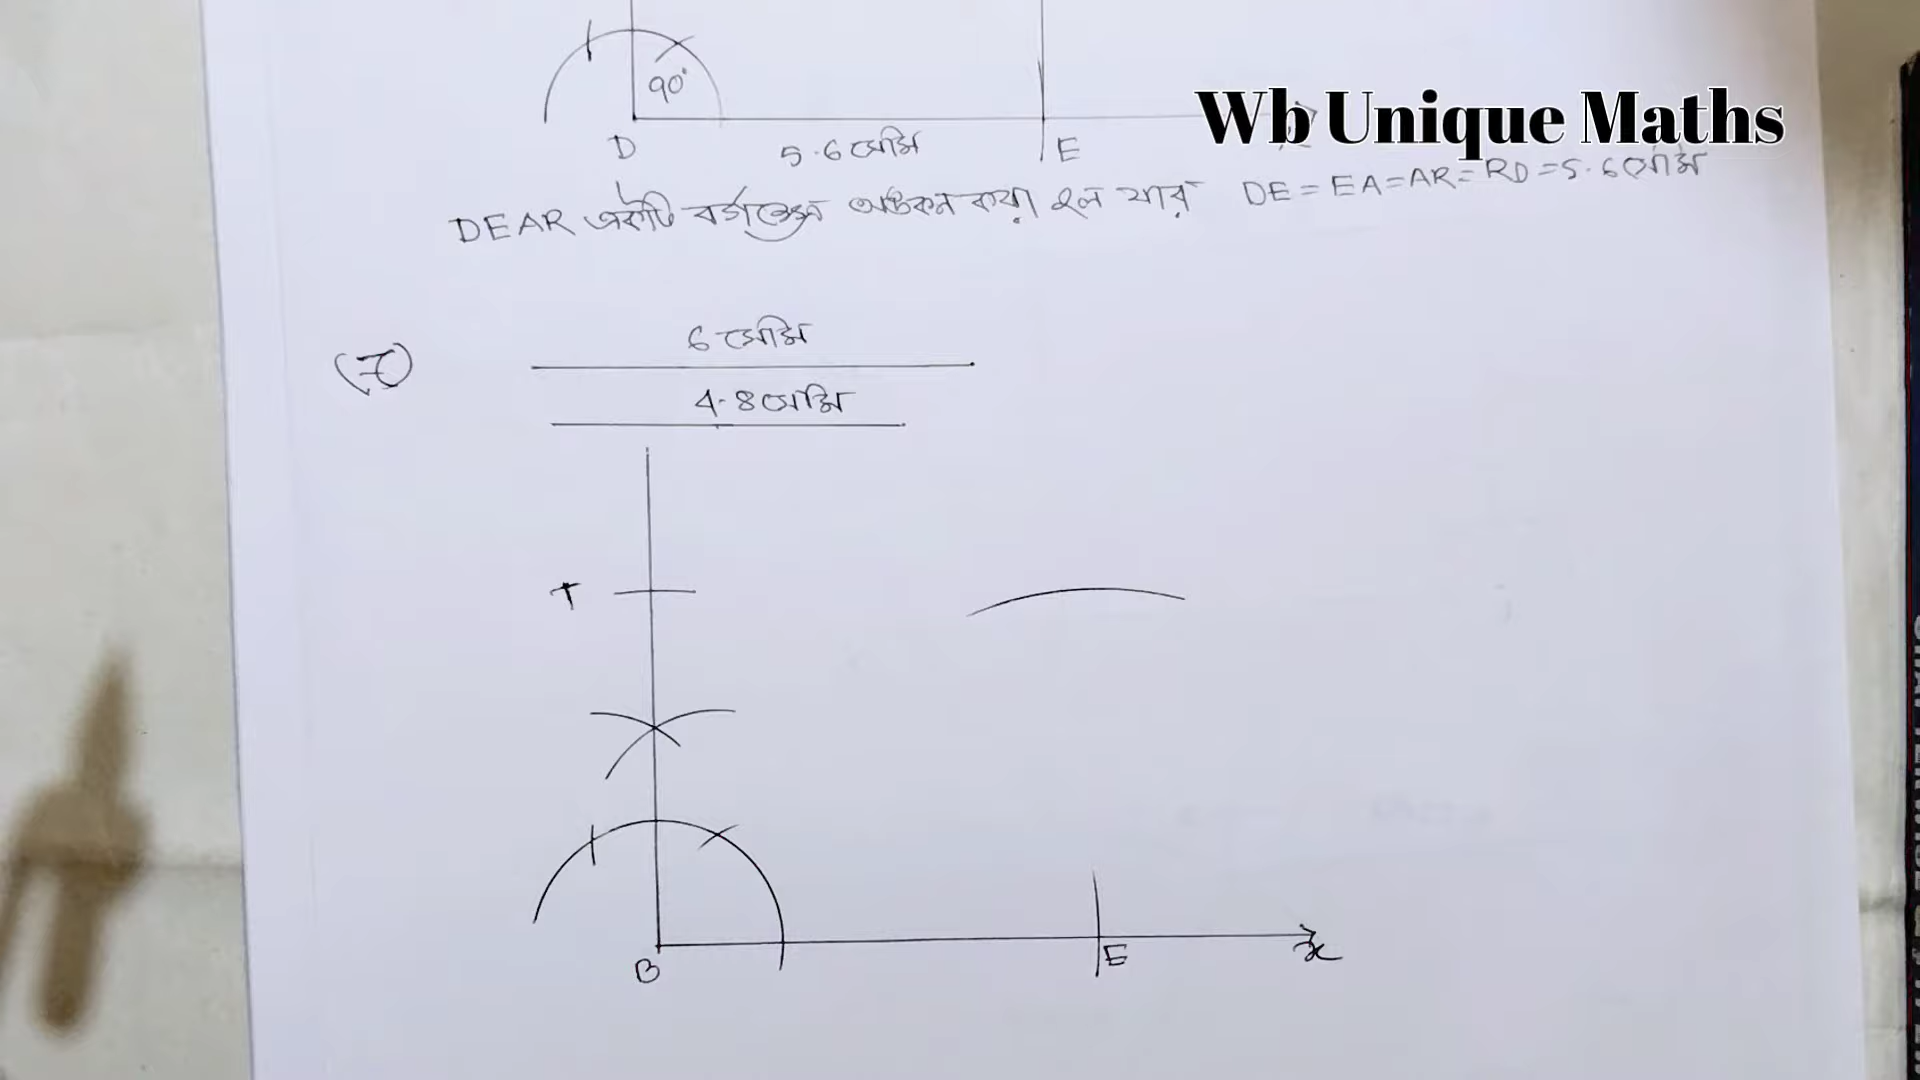 90°
Wb Unique Maths
D 5.6 সেমি E
DEAR একটি বর্গক্ষেত্র অঙ্কন করা হল যার DE = EA = AR = RD = 5.6 সেমি
6 সেমি
4.8 সেমি
T
B E x